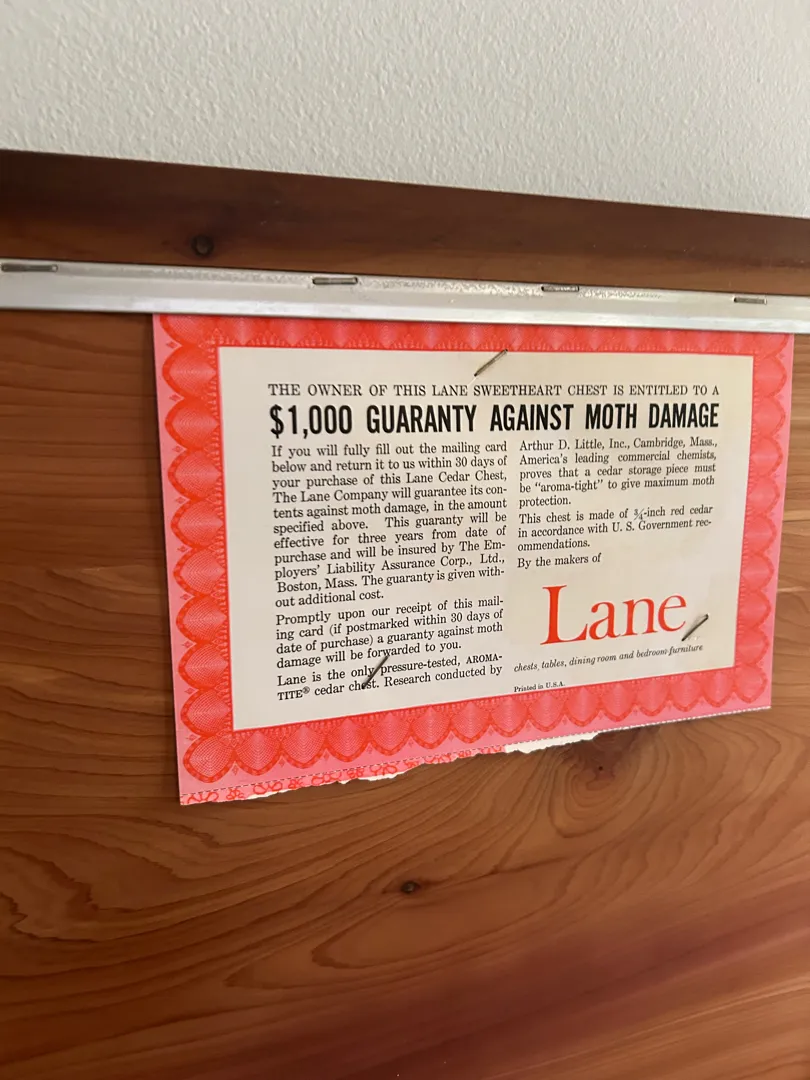 THE OWNER OF THIS LANE SWEETHEART CHEST IS ENTITLED TO A
$1,000 GUARANTY AGAINST MOTH DAMAGE
If you will fully fill out the mailing card
below and return it to us within 30 days of
your purchase of this Lane Cedar Chest,
The Lane Company will guarantee its con-
tents against moth damage, in the amount
specified above. This guaranty will be
effective for three years from date of
purchase and will be insured by The Em-
ployers' Liability Assurance Corp., Ltd.,
Boston, Mass. The guaranty is given with-
out additional cost.
Promptly upon our receipt of this mail-
ing card (if postmarked within 30 days of
date of purchase) a guaranty against moth
damage will be forwarded to you.
Lane is the only pressure-tested, AROMA-
TITE® cedar chest. Research conducted by
Arthur D. Little, Inc., Cambridge, Mass.,
America's leading commercial chemists,
proves that a cedar storage piece must
be "aroma-tight" to give maximum moth
protection.
This chest is made of ¾-inch red cedar
in accordance with U. S. Government rec-
ommendations.
By the makers of
Lane
chests, tables, dining room and bedroom furniture
Printed in U.S.A.